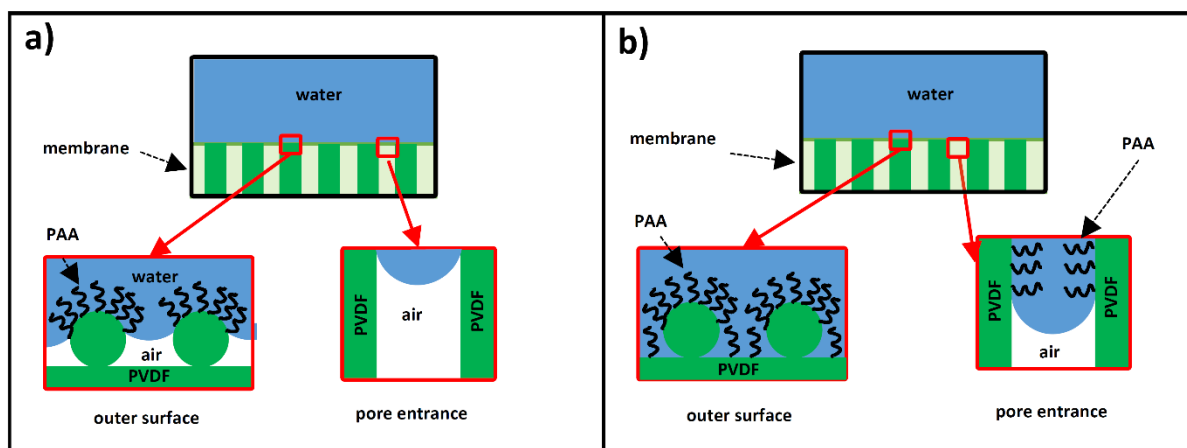 a)
water
membrane
PAA
water
air
PVDF
PVDF
air
PVDF
outer surface
pore entrance
b)
water
membrane
PAA
PAA
PVDF
PVDF
air
PVDF
outer surface
pore entrance